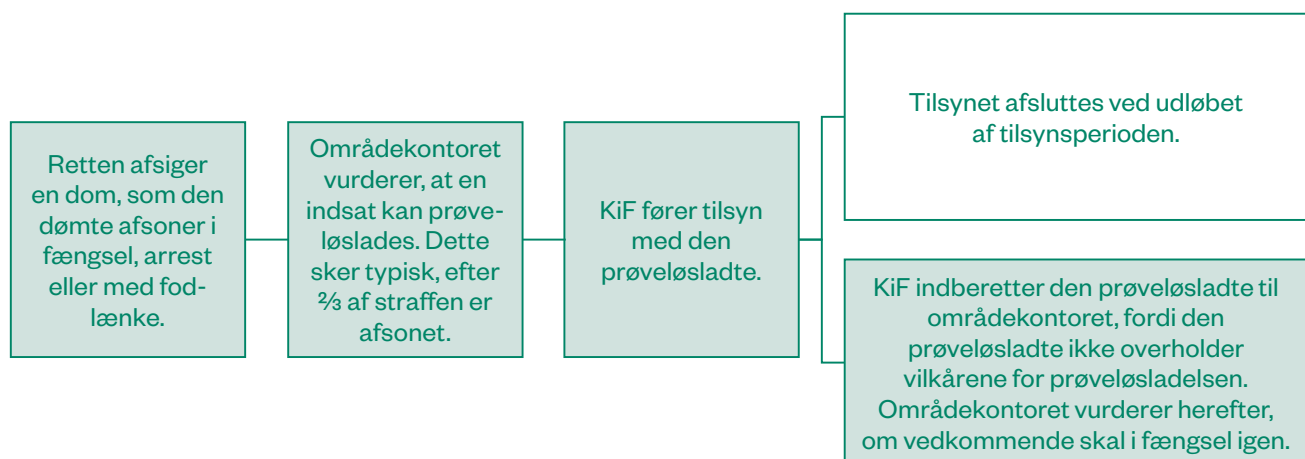 Retten afsiger
en dom, som den
dømte afsoner i
fængsel, arrest
eller med fod-
lænke.
Områdekontoret
vurderer, at en
indsat kan prøve-
løslades. Dette
sker typisk, efter
⅔ af straffen er
afsonet.
KiF fører tilsyn
med den
prøveløsladte.
Tilsynet afsluttes ved udløbet
af tilsynsperioden.
KiF indberetter den prøveløsladte til
områdekontoret, fordi den
prøveløsladte ikke overholder
vilkårene for prøveløsladelsen.
Områdekontoret vurderer herefter,
om vedkommende skal i fængsel igen.